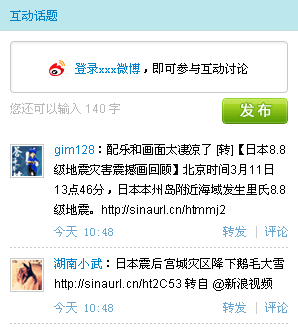 互动话题
登录xxx微博，即可参与互动讨论
您还可以输入 140 字
发布
gim128：配乐和画面太凄凉了 [转]【日本8.8
级地震灾害震撼画回顾】北京时间3月11日
13点46分，日本本州岛附近海域发生里氏8.8
级地震。http://sinaurl.cn/htmmj2
今天 10:48 转发 | 评论
湖南小武：日本震后宫城灾区降下鹅毛大雪
http://sinaurl.cn/ht2C53 转自 @新浪视频
今天 10:48 转发 | 评论